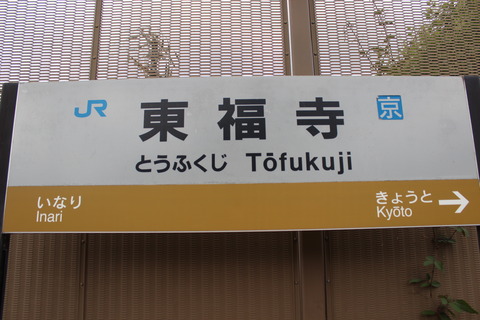 JR 東福寺 京
とうふくじ Tōfukuji
いなり きょうと →
Inari Kyōto